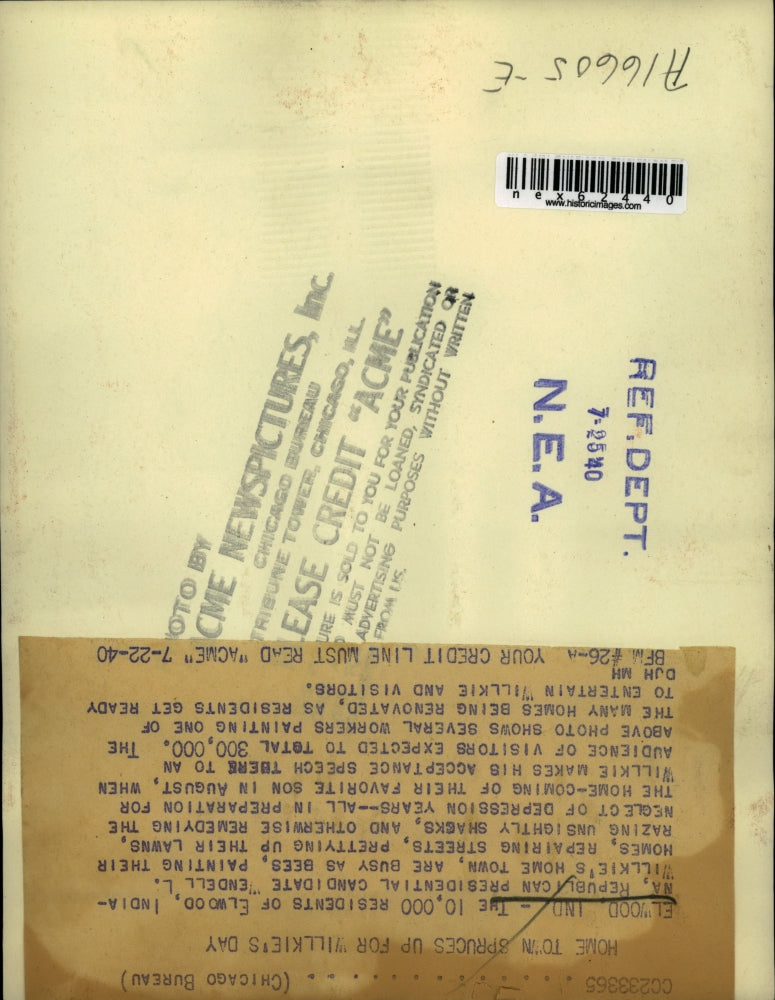 A16605-E
nex62440
www.historicimages.com
REF. DEPT.
N.E.A.
OTO BY
CME NEWSPICTURES, Inc.
CHICAGO BUREAU
TRIBUNE TOWER, CHICAGO, ILL.
LEASE CREDIT "ACME"
URE IS SOLD TO YOU FOR YOUR PUBLICATION
MUST NOT BE LOANED, SYNDICATED OR
ADVERTISING PURPOSES WITHOUT WRITTEN
FROM US.
CC233365 . . . . . . . . . . . . . (CHICAGO BUREAU)
HOME TOWN SPRUCES UP FOR WILLKIE'S DAY
ELWOOD, IND - THE 10,000 RESIDENTS OF ELWOOD, INDIA-
NA, REPUBLICAN PRESIDENTIAL CANDIDATE WENDELL L.
WILLKIE'S HOME TOWN, ARE BUSY AS BEES, PAINTING THEIR
HOMES, REPAIRING STREETS, PRETTYING UP THEIR LAWNS,
RAZING UNSIGHTLY SHACKS, AND OTHERWISE REMEDYING THE
NEGLECT OF DEPRESSION YEARS--ALL IN PREPARATION FOR
THE HOME-COMING OF THEIR FAVORITE SON IN AUGUST, WHEN
WILLKIE MAKES HIS ACCEPTANCE SPEECH THERE TO AN
AUDIENCE OF VISITORS EXPECTED TO TOTAL 300,000. THE
ABOVE PHOTO SHOWS SEVERAL WORKERS PAINTING ONE OF
THE MANY HOMES BEING RENOVATED, AS RESIDENTS GET READY
TO ENTERTAIN WILLKIE AND VISITORS.
DJH MH
BFM #26-A YOUR CREDIT LINE MUST READ "ACME" 7-22-40